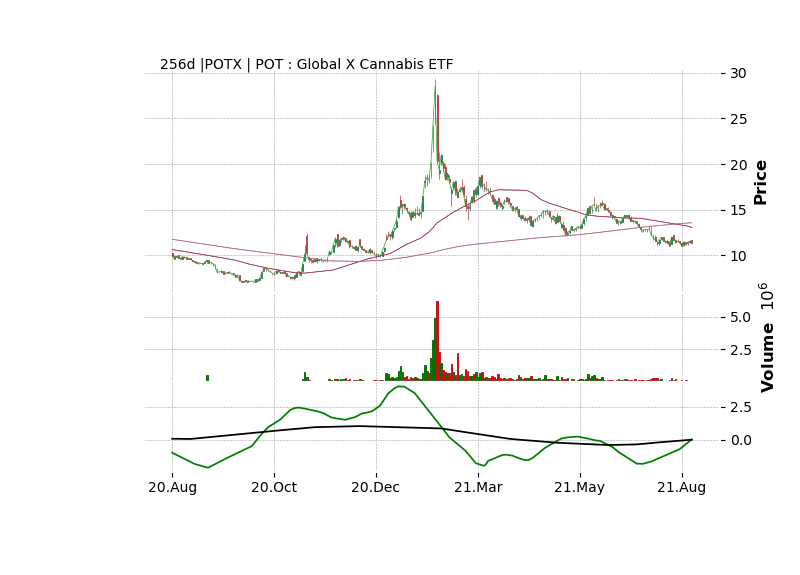 256d |POTX | POT : Global X Cannabis ETF
30
25
20
15
10
Price
10^6
5.0
2.5
Volume
2.5
0.0
20.Aug 20.Oct 20.Dec 21.Mar 21.May 21.Aug